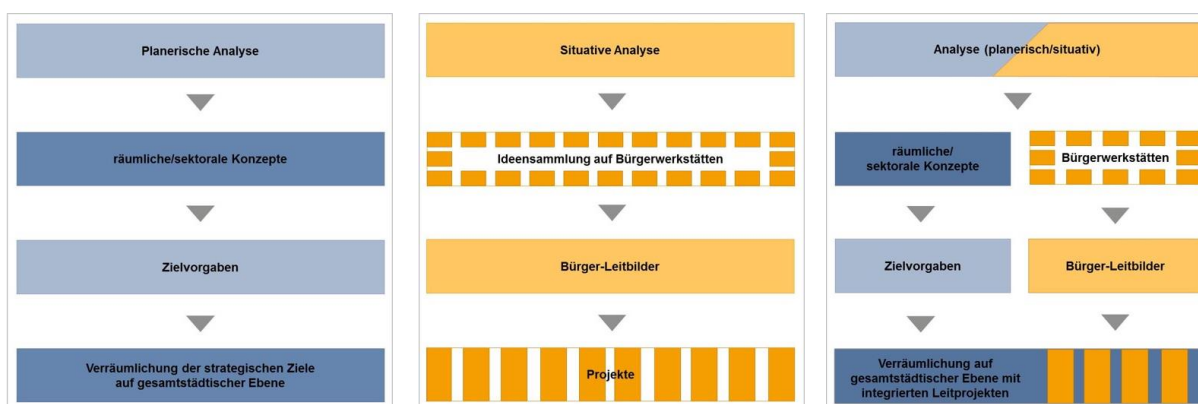 Planerische Analyse
räumliche/sektorale Konzepte
Zielvorgaben
Verräumlichung der strategischen Ziele
auf gesamtstädtischer Ebene
Situative Analyse
Ideensammlung auf Bürgerwerkstätten
Bürger-Leitbilder
Projekte
Analyse (planerisch/situativ)
räumliche/
sektorale Konzepte
Bürgerwerkstätten
Zielvorgaben
Bürger-Leitbilder
Verräumlichung auf
gesamtstädtischer Ebene mit
integrierten Leitprojekten